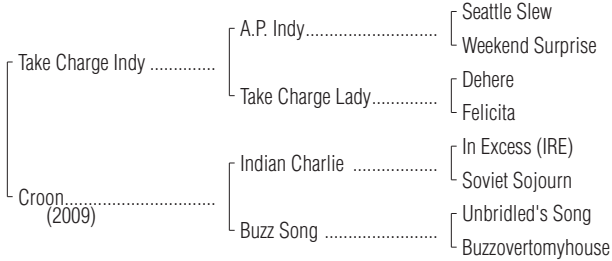 Seattle Slew
A.P. Indy..............................
Weekend Surprise
Take Charge Indy ...............
Dehere
Take Charge Lady...............
Felicita
In Excess (IRE)
Indian Charlie ...................
Soviet Sojourn
Croon..................................
(2009)
Unbridled's Song
Buzz Song .........................
Buzzovertomyhouse